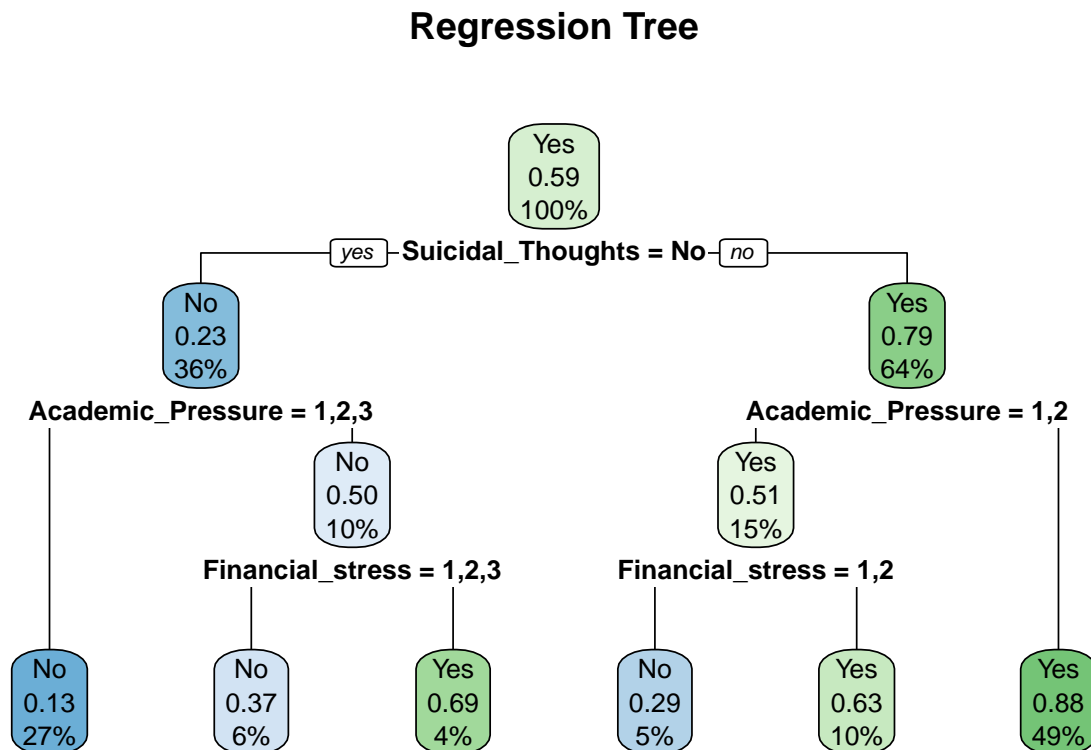 Regression Tree
Yes
0.59
100%
yes
Suicidal_Thoughts = No
no
No
0.23
36%
Yes
0.79
64%
Academic_Pressure = 1,2,3
Academic_Pressure = 1,2
No
0.50
10%
Yes
0.51
15%
Financial_stress = 1,2,3
Financial_stress = 1,2
No
0.13
27%
No
0.37
6%
Yes
0.69
4%
No
0.29
5%
Yes
0.63
10%
Yes
0.88
49%